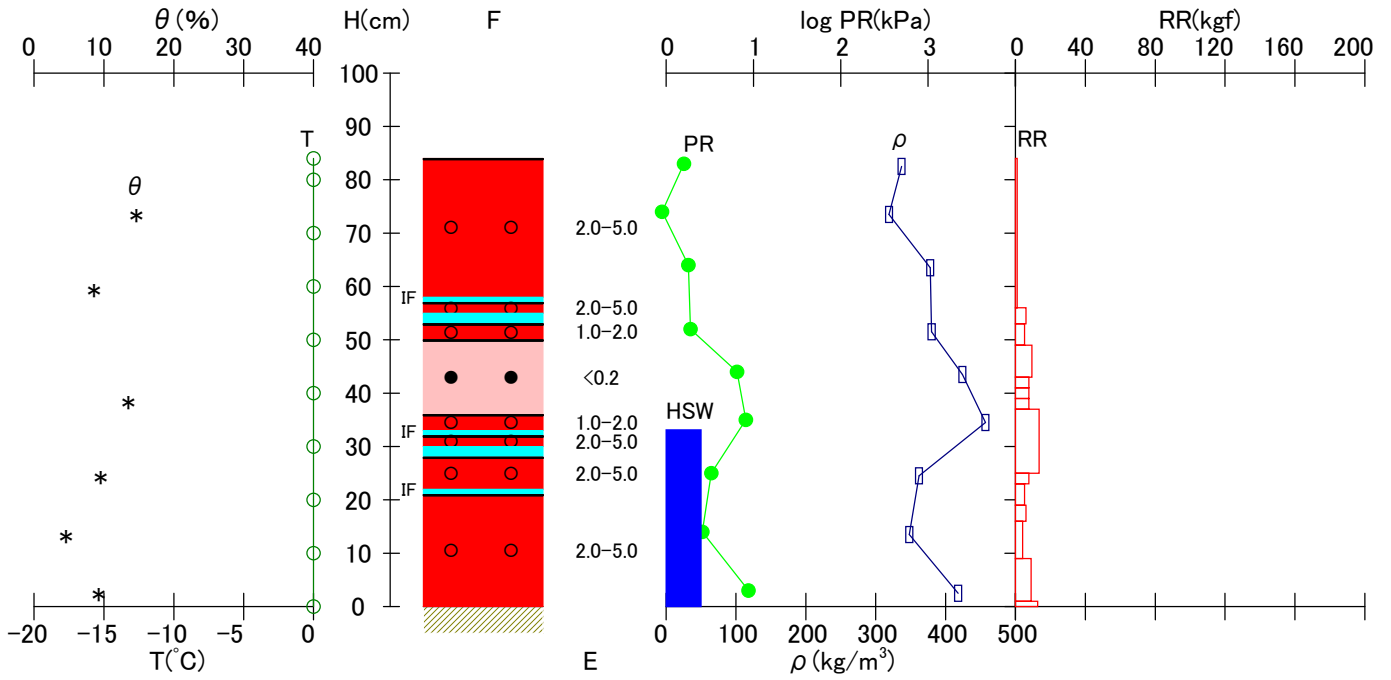 θ (%) H(cm) F log PR(kPa) RR(kgf)
0 10 20 30 40 0 1 2 3 0 40 80 120 160 200
100
90
T PR ρ RR
80
θ
70 2.0-5.0
60
IF 2.0-5.0
50 1.0-2.0
40 <0.2
HSW
IF 1.0-2.0
30 2.0-5.0
2.0-5.0
20 IF
10 2.0-5.0
0
-20 -15 -10 -5 0 0 100 200 300 400 500
T(°C) E ρ (kg/m³)